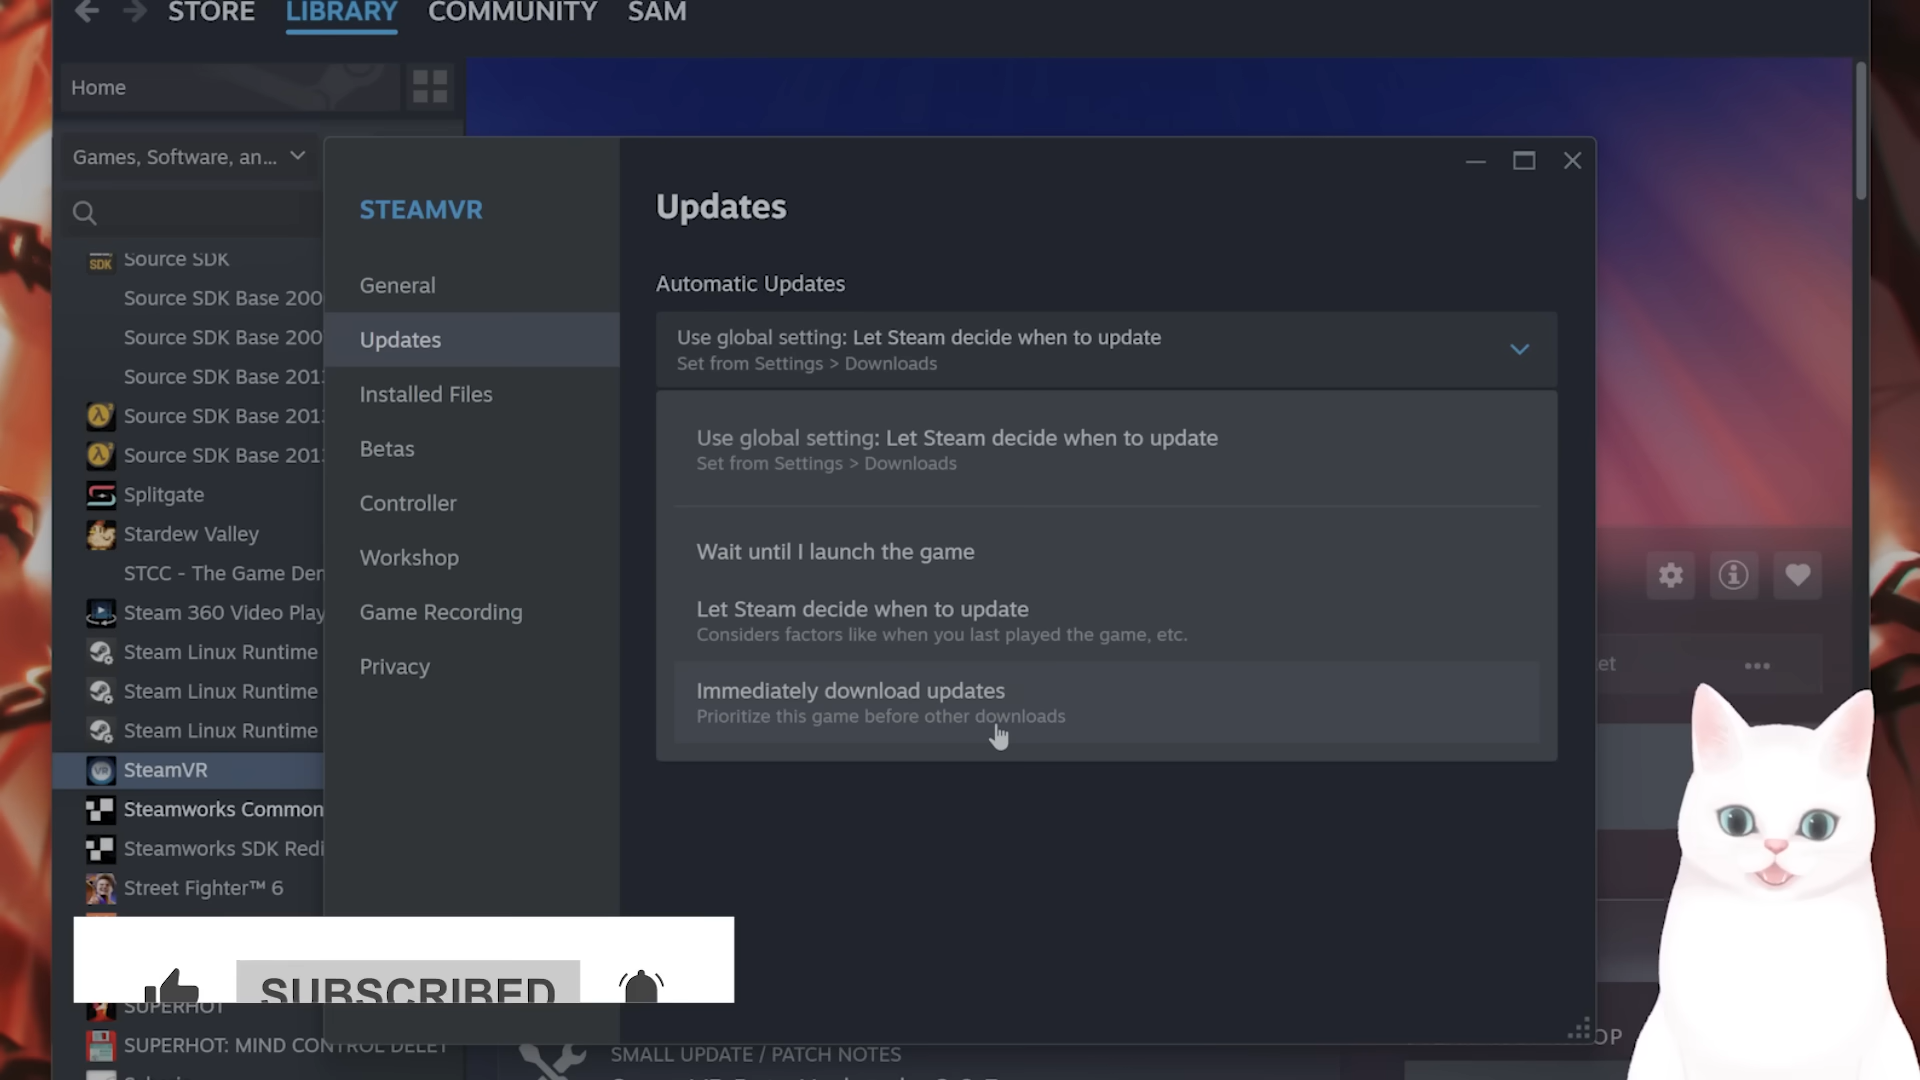 STORE LIBRARY COMMUNITY SAM
Home
Games, Software, an...
SDK Source SDK
Source SDK Base 200
Source SDK Base 200
Source SDK Base 201
Source SDK Base 201
Source SDK Base 201
Splitgate
Stardew Valley
STCC - The Game Den
Steam 360 Video Play
Steam Linux Runtime
Steam Linux Runtime
Steam Linux Runtime
VR SteamVR
Steamworks Common
Steamworks SDK Redi
Street Fighter™ 6
SUPERHOT
SUPERHOT: MIND CONTROL DELET
STEAMVR
General
Updates
Installed Files
Betas
Controller
Workshop
Game Recording
Privacy
Updates
Automatic Updates
Use global setting: Let Steam decide when to update
Set from Settings > Downloads
Use global setting: Let Steam decide when to update
Set from Settings > Downloads
Wait until I launch the game
Let Steam decide when to update
Considers factors like when you last played the game, etc.
Immediately download updates
Prioritize this game before other downloads
et
OP
SUBSCRIBED
SMALL UPDATE / PATCH NOTES